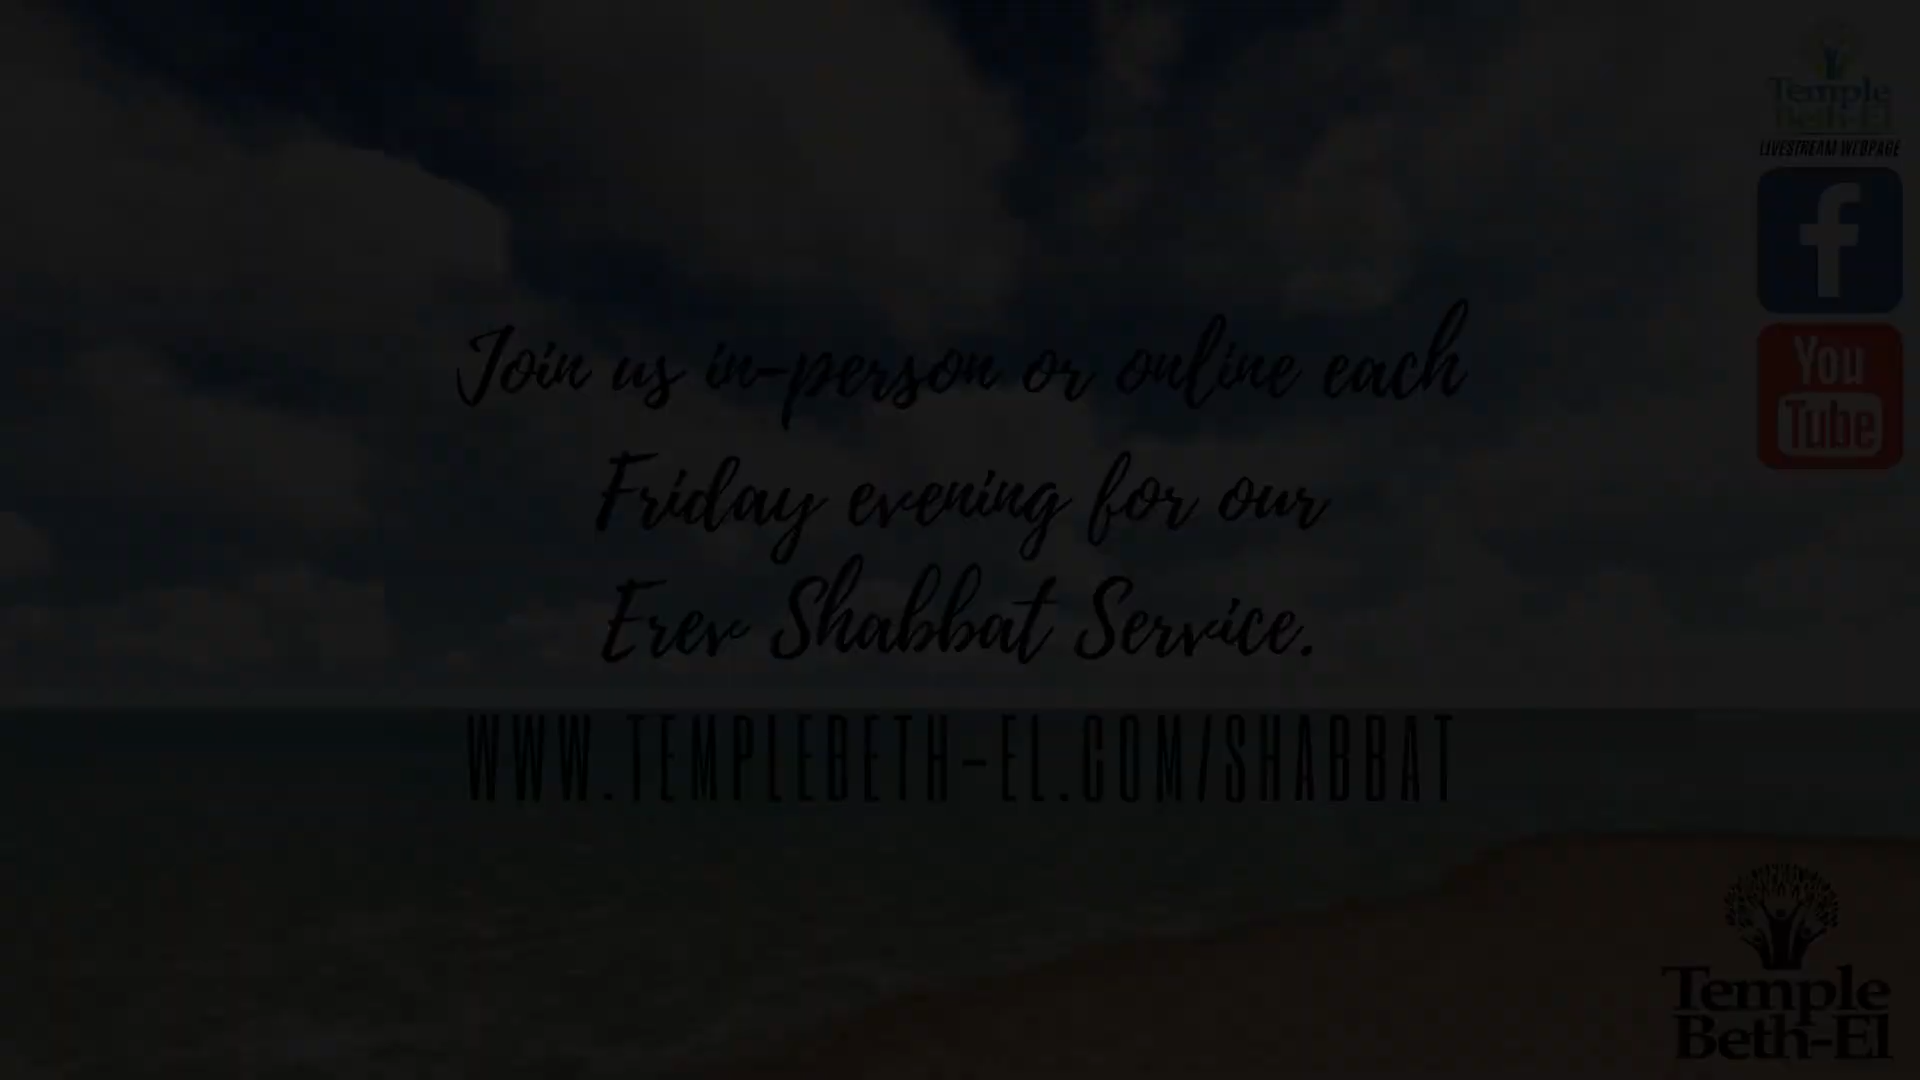 Temple
Beth-El
LIVESTREAM WEBPAGE
f
You
Tube
Join us in-person or online each
Friday evening for our
Erev Shabbat Service.
WWW.TEMPLEBETH-EL.COM/SHABBAT
Temple
Beth-El